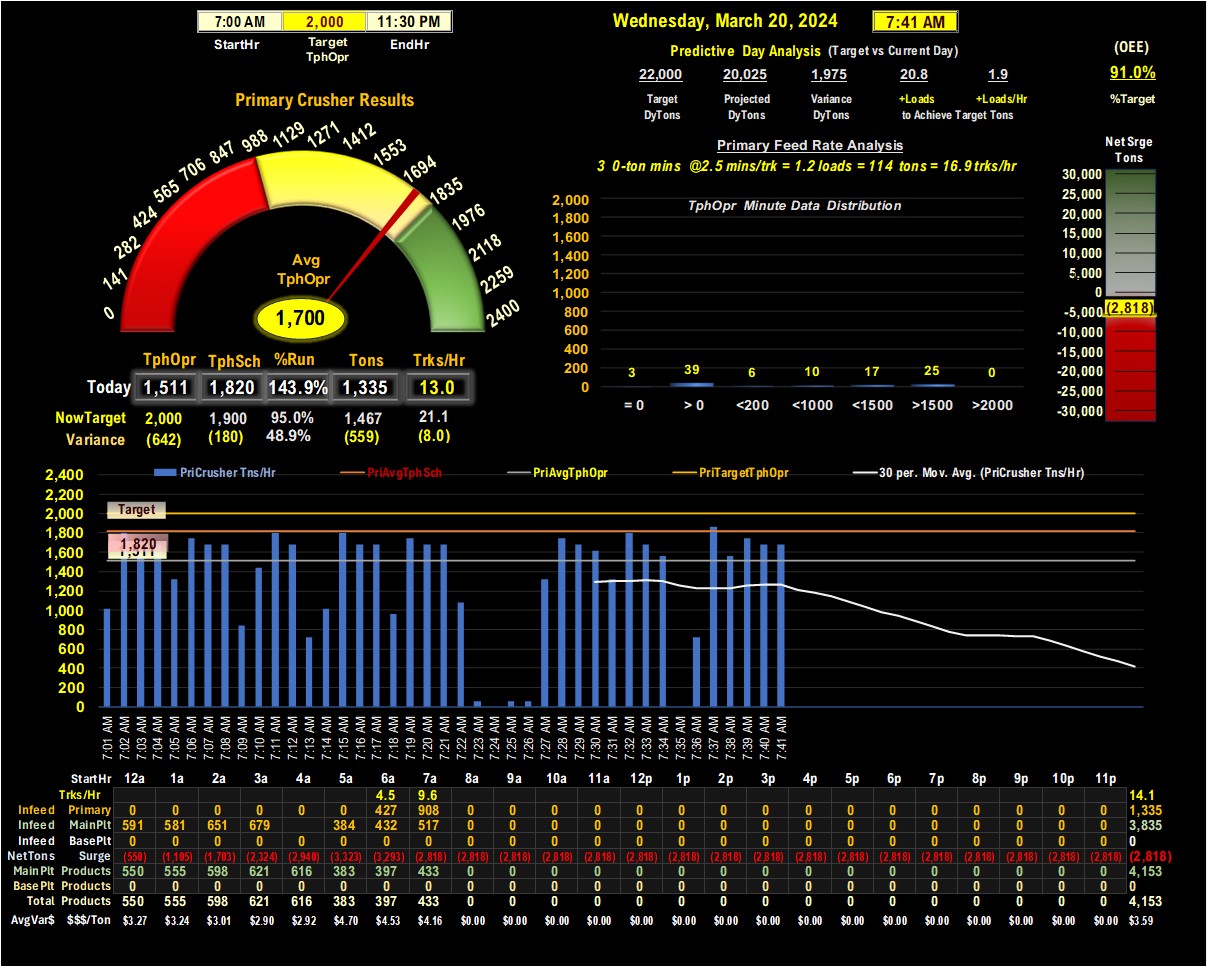 7:00 AM 2,000 11:30 PM
StartHr Target TphOpr EndHr
Wednesday, March 20, 2024 7:41 AM
Predictive Day Analysis (Target vs Current Day)
22,000 20,025 1,975 20.8 1.9
Target DyTons Projected DyTons Variance DyTons +Loads +Loads/Hr
to Achieve Target Tons
(OEE)
91.0%
%Target
Primary Crusher Results
0 141 282 424 565 706 847 988 1129 1271 1412 1553 1694 1835 1976 2118 2259 2400
Avg
TphOpr
1,700
TphOpr TphSch %Run Tons Trks/Hr
Today 1,511 1,820 143.9% 1,335 13.0
NowTarget 2,000 1,900 95.0% 1,467 21.1
Variance (642) (180) 48.9% (559) (8.0)
Primary Feed Rate Analysis
3 0-ton mins @2.5 mins/trk = 1.2 loads = 114 tons = 16.9 trks/hr
TphOpr Minute Data Distribution
2,000
1,800
1,600
1,400
1,200
1,000
800
600
400
200
0
3 39 6 10 17 25 0
= 0 > 0 <200 <1000 <1500 >1500 >2000
Net Srge
Tons
30,000
25,000
20,000
15,000
10,000
5,000
0
-5,000 (2,818)
-10,000
-15,000
-20,000
-25,000
-30,000
PriCrusher Tns/Hr PriAvgTphSch PriAvgTphOpr PriTargetTphOpr 30 per. Mov. Avg. (PriCrusher Tns/Hr)
2,400
2,200
2,000
1,800
1,600
1,400
1,200
1,000
800
600
400
200
0
Target
1,820
1,511
7:01 AM 7:02 AM 7:03 AM 7:04 AM 7:05 AM 7:06 AM 7:07 AM 7:08 AM 7:09 AM 7:10 AM 7:11 AM 7:12 AM 7:13 AM 7:14 AM 7:15 AM 7:16 AM 7:17 AM 7:18 AM 7:19 AM 7:20 AM 7:21 AM 7:22 AM 7:23 AM 7:24 AM 7:25 AM 7:26 AM 7:27 AM 7:28 AM 7:29 AM 7:30 AM 7:31 AM 7:32 AM 7:33 AM 7:34 AM 7:35 AM 7:36 AM 7:37 AM 7:38 AM 7:39 AM 7:40 AM 7:41 AM
StartHr 12a 1a 2a 3a 4a 5a 6a 7a 8a 9a 10a 11a 12p 1p 2p 3p 4p 5p 6p 7p 8p 9p 10p 11p
Trks/Hr 4.5 9.6 14.1
Infeed Primary 0 0 0 0 0 0 427 908 0 0 0 0 0 0 0 0 0 0 0 0 0 0 0 0 1,335
Infeed MainPlt 591 581 651 679 384 432 517 0 0 0 0 0 0 0 0 0 0 0 0 0 0 0 0 3,835
Infeed BasePlt 0 0 0 0 0 0 0 0 0 0 0 0 0 0 0 0 0 0 0 0 0 0 0 0
NetTons Surge (550) (1,105) (1,703) (2,324) (2,940) (3,323) (3,293) (2,818) (2,818) (2,818) (2,818) (2,818) (2,818) (2,818) (2,818) (2,818) (2,818) (2,818) (2,818) (2,818) (2,818) (2,818) (2,818) (2,818) (2,818)
MainPlt Products 550 555 598 621 616 383 397 433 0 0 0 0 0 0 0 0 0 0 0 0 0 0 0 0 4,153
BasePlt Products 0 0 0 0 0 0 0 0 0 0 0 0 0 0 0 0 0 0 0 0 0 0 0 0 0
Total Products 550 555 598 621 616 383 397 433 0 0 0 0 0 0 0 0 0 0 0 0 0 0 0 0 4,153
AvgVar$ $$$/Ton $3.27 $3.24 $3.01 $2.90 $2.92 $4.70 $4.53 $4.16 $0.00 $0.00 $0.00 $0.00 $0.00 $0.00 $0.00 $0.00 $0.00 $0.00 $0.00 $0.00 $0.00 $0.00 $0.00 $0.00 $3.59